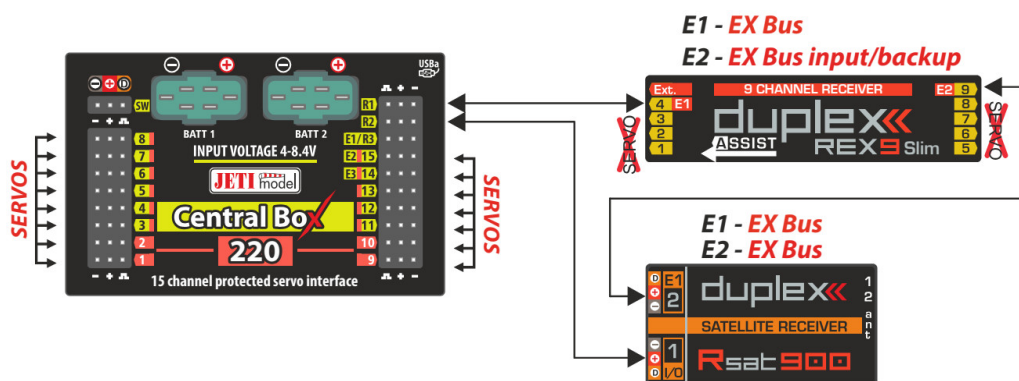 E1 - EX Bus
E2 - EX Bus input/backup
USBa
SW
R1
R2
BATT 1
BATT 2
INPUT VOLTAGE 4-8.4V
E1/R3
8
7
6
5
4
3
2
1
E2 15
E3 14
13
12
11
10
9
JETI model
Central Box
220
15 channel protected servo interface
SERVOS
SERVOS
Ext.
9 CHANNEL RECEIVER
E2 9
4 E1
3
2
1
8
7
6
5
duplex
ASSIST
REX9 Slim
SERVO
SERVO
E1 - EX Bus
E2 - EX Bus
D E1
2
duplex
1
2
ant
SATELLITE RECEIVER
1
D I/O
Rsat900